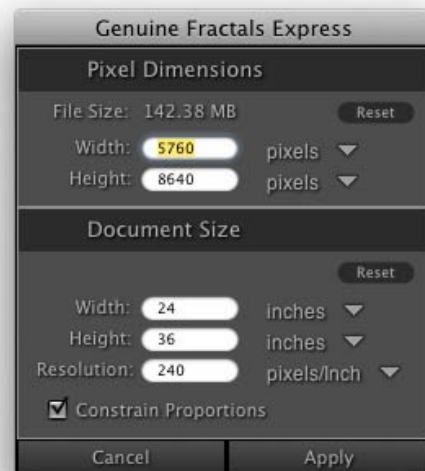 Genuine Fractals Express
Pixel Dimensions
File Size: 142.38 MB Reset
Width: 5760 pixels
Height: 8640 pixels
Document Size
Reset
Width: 24 inches
Height: 36 inches
Resolution: 240 pixels/Inch
Constrain Proportions
Cancel Apply